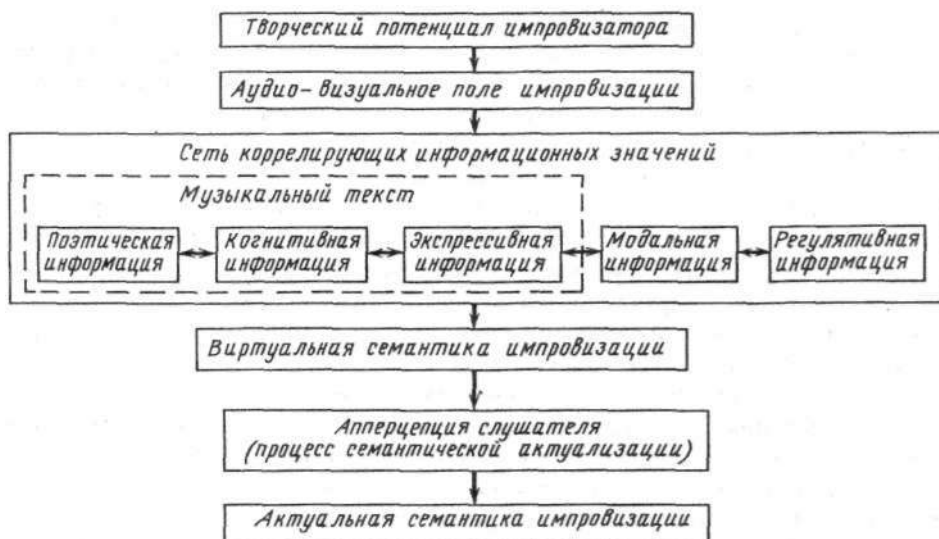 Творческий потенциал импровизатора
Аудио-визуальное поле импровизации
Сеть коррелирующих информационных значений
Музыкальный текст
Поэтическая информация
Когнитивная информация
Экспрессивная информация
Модальная информация
Регулятивная информация
Виртуальная семантика импровизации
Апперцепция слушателя
(процесс семантической актуализации)
Актуальная семантика импровизации